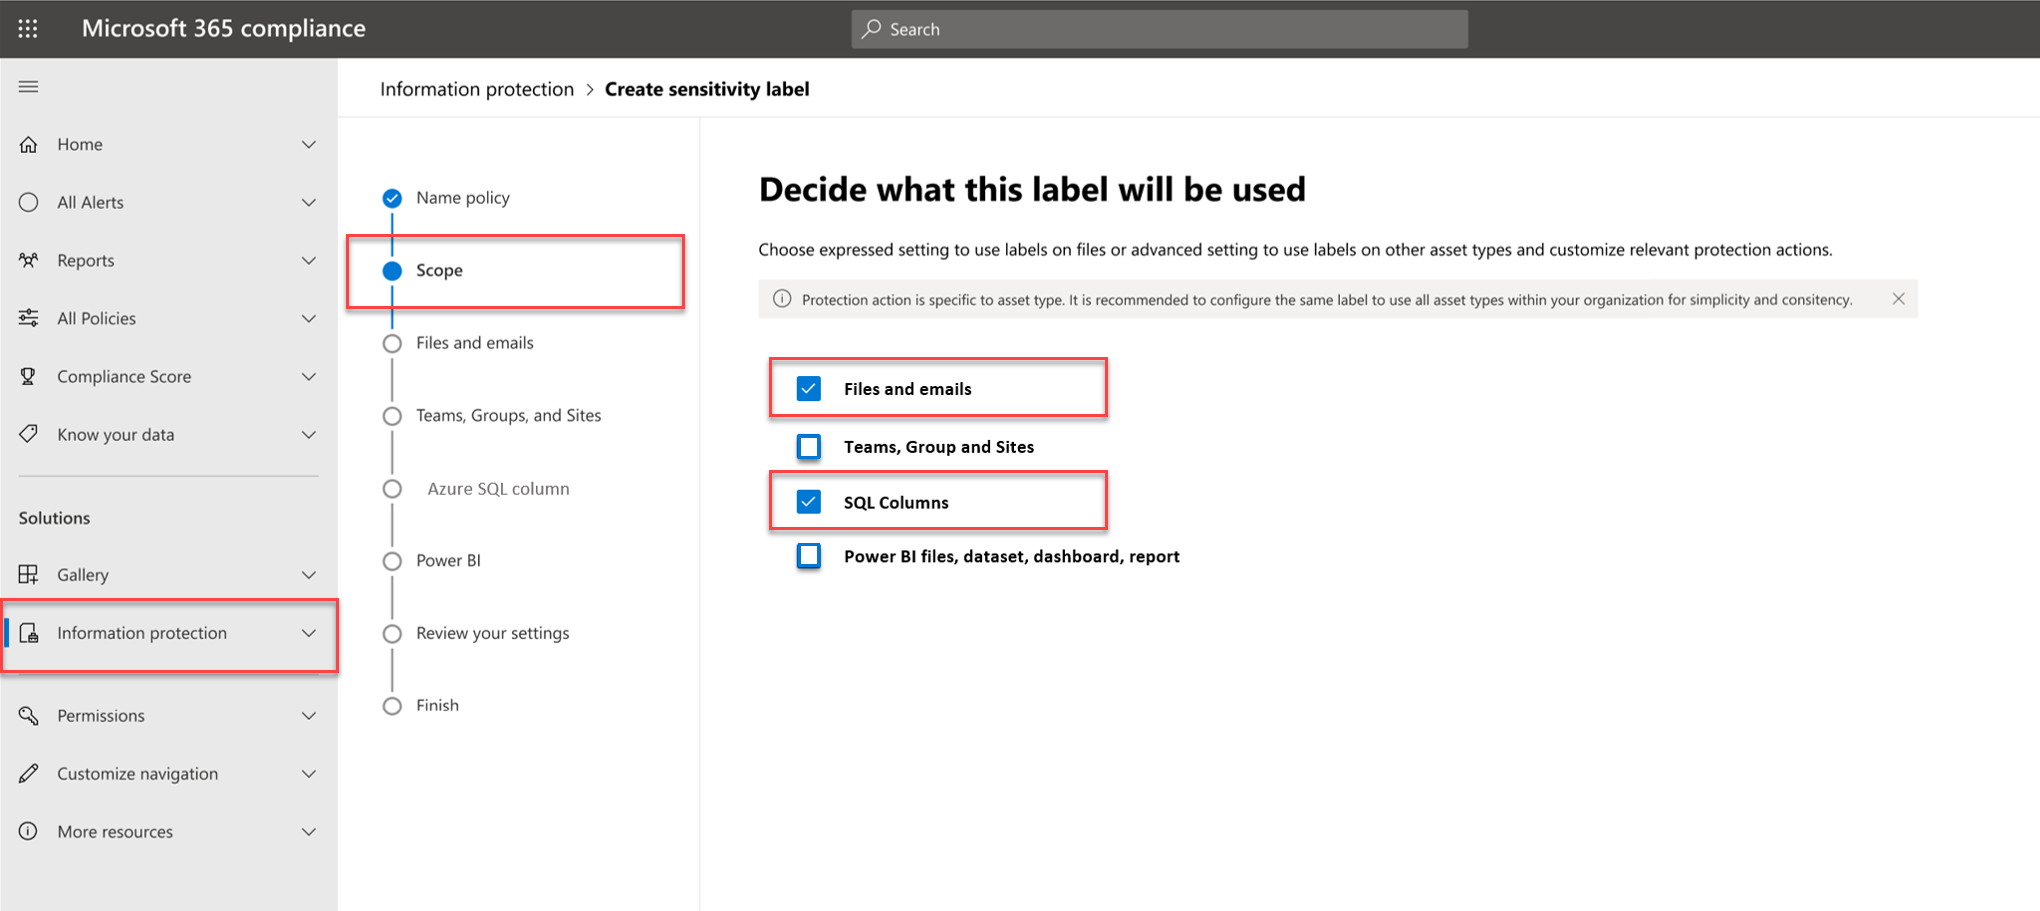 Microsoft 365 compliance
Search
Home
All Alerts
Reports
All Policies
Compliance Score
Know your data
Solutions
Gallery
Information protection
Permissions
Customize navigation
More resources
Information protection > Create sensitivity label
Name policy
Scope
Files and emails
Teams, Groups, and Sites
Azure SQL column
Power BI
Review your settings
Finish
Decide what this label will be used
Choose expressed setting to use labels on files or advanced setting to use labels on other asset types and customize relevant protection actions.
Protection action is specific to asset type. It is recommended to configure the same label to use all asset types within your organization for simplicity and consitency.
Files and emails
Teams, Group and Sites
SQL Columns
Power BI files, dataset, dashboard, report